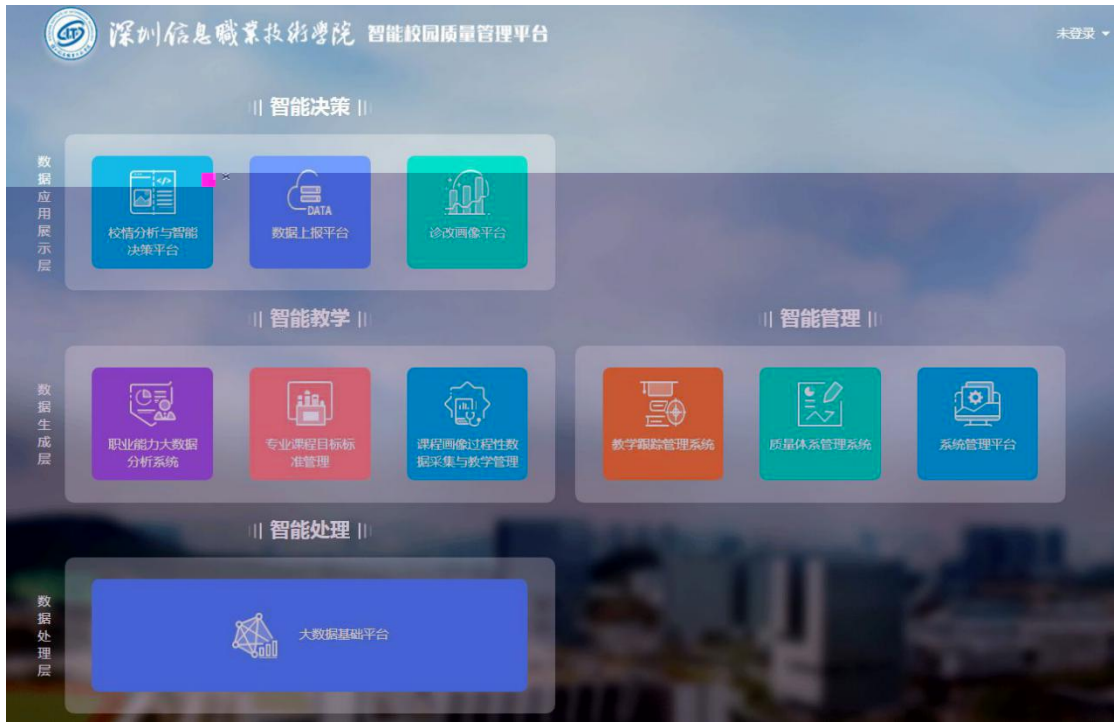 深圳信息職業技術學院 智能校园质量管理平台
未登录
智能决策
数据应用展示层
校情分析与智能
决策平台
DATA
数据上报平台
诊改画像平台
智能教学
智能管理
数据生成层
职业能力大数据
分析系统
专业课程目标标
准管理
课程画像过程性数
据采集与教学管理
教学跟踪管理系统
质量体系管理系统
系统管理平台
智能处理
数据处理层
大数据基础平台